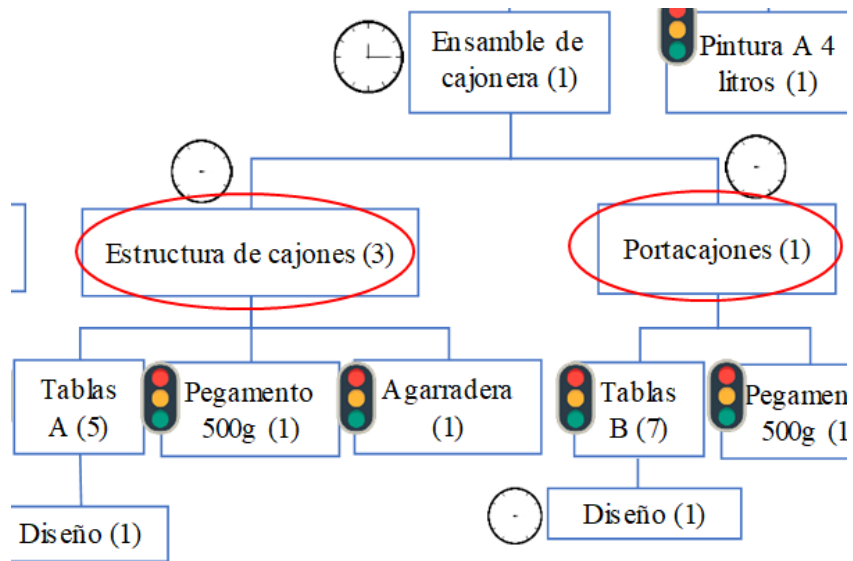 Ensamble de
cajonera (1)
Pintura A 4
litros (1)
Estructura de cajones (3)
Portacajones (1)
Tablas
A (5)
Pegamento
500g (1)
Agarradera
(1)
Tablas
B (7)
500g
Diseño (1)
Diseño (1)